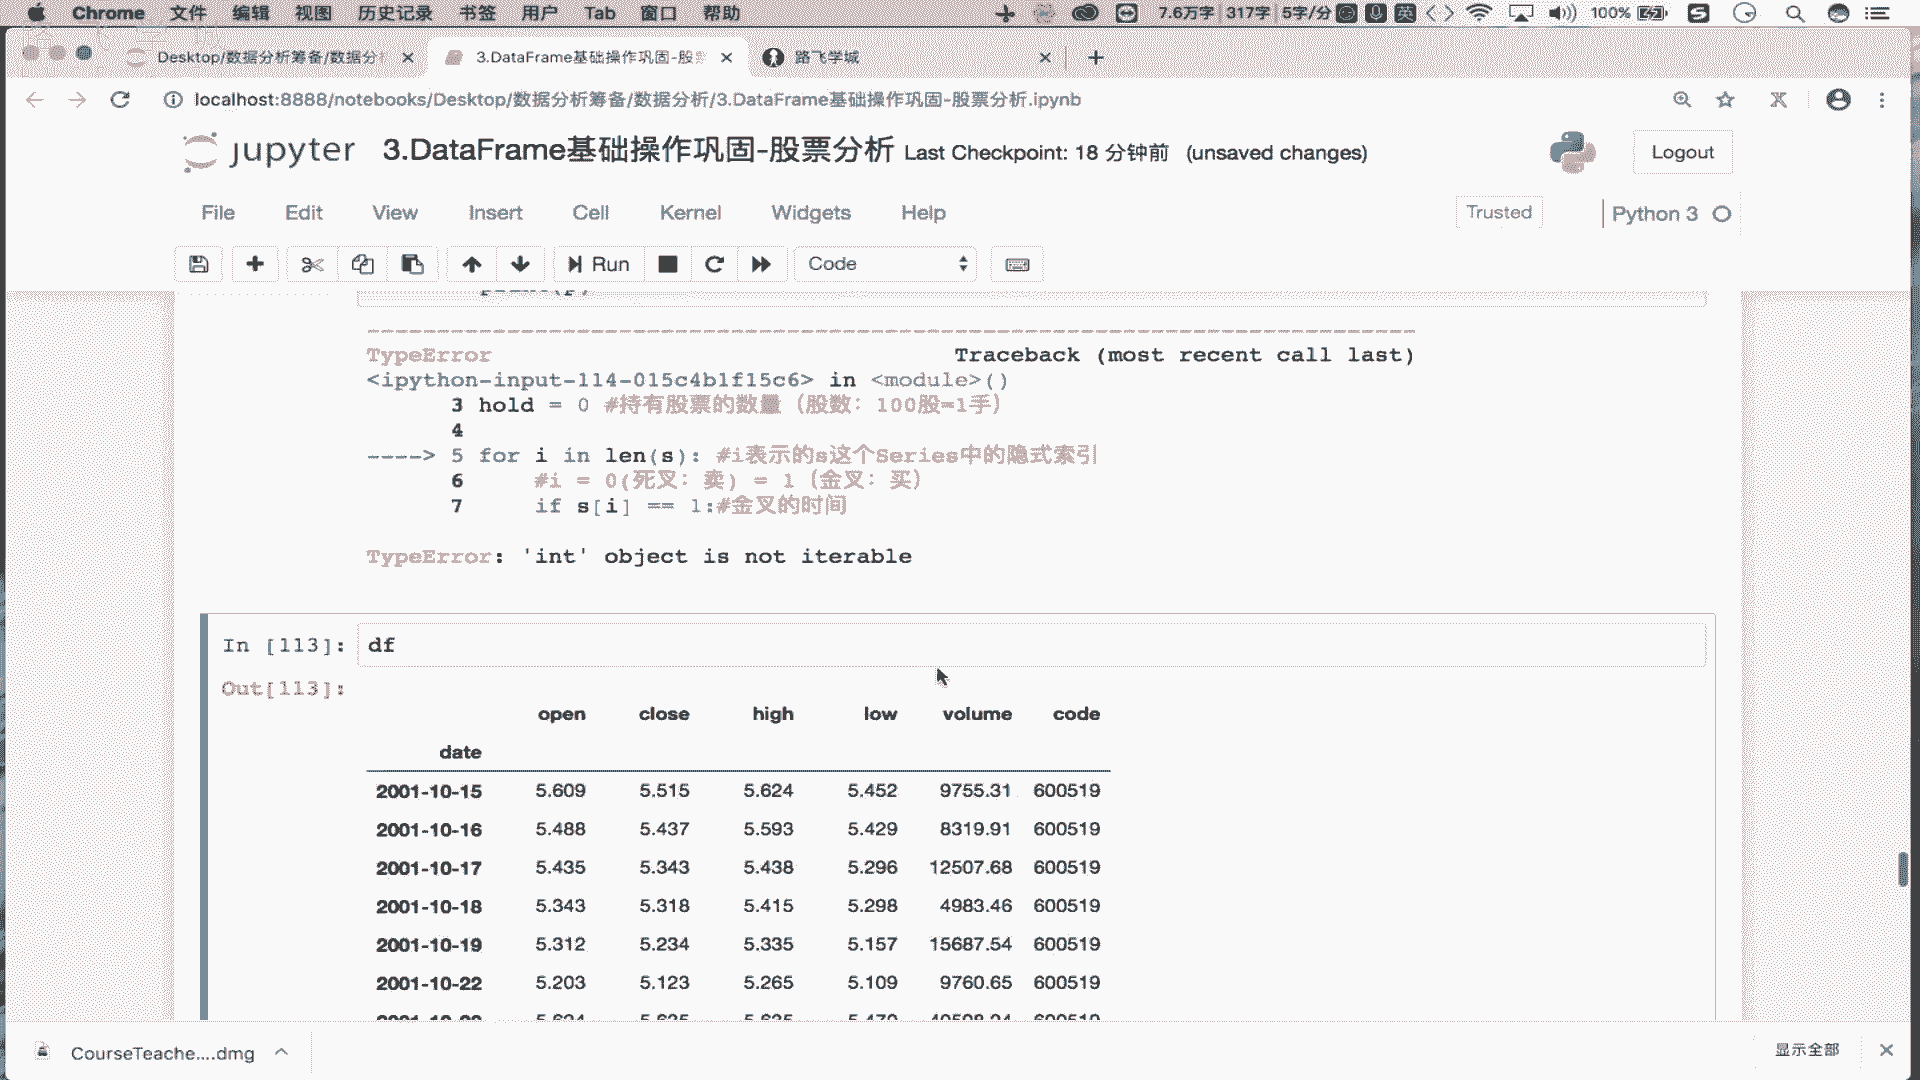 Chrome 文件 编辑 视图 历史记录 书签 用户 Tab 窗口 帮助 7.6万字 317字 5字/分 英 100%
Desktop/数据分析筹备/数据分 3.DataFrame基础操作巩固-股 路飞学城
localhost:8888/notebooks/Desktop/数据分析筹备/数据分析/3.DataFrame基础操作巩固-股票分析.ipynb
jupyter 3.DataFrame基础操作巩固-股票分析 Last Checkpoint: 18 分钟前 (unsaved changes) Logout
File Edit View Insert Cell Kernel Widgets Help Trusted Python 3
Run Code
TypeError Traceback (most recent call last)
<ipython-input-114-015c4b1f15c6> in <module>()
3 hold = 0 #持有股票的数量（股数：100股=1手）
4
----> 5 for i in len(s): #i表示的s这个Series中的隐式索引
6 #i = 0(死叉：卖) = 1（金叉：买）
7 if s[i] == 1:#金叉的时间
TypeError: 'int' object is not iterable
In [113]: df
Out[113]:
open close high low volume code
date
2001-10-15 5.609 5.515 5.624 5.452 9755.31 600519
2001-10-16 5.488 5.437 5.593 5.429 8319.91 600519
2001-10-17 5.435 5.343 5.438 5.296 12507.68 600519
2001-10-18 5.343 5.318 5.415 5.298 4983.46 600519
2001-10-19 5.312 5.234 5.335 5.157 15687.54 600519
2001-10-22 5.203 5.123 5.265 5.109 9760.65 600519
CourseTeache....dmg 显示全部